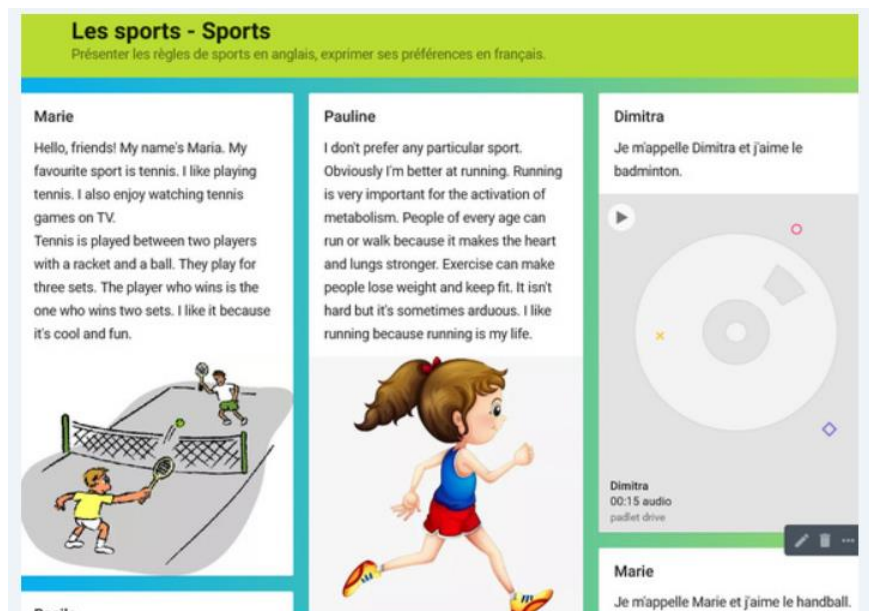 Les sports - Sports
Présenter les règles de sports en anglais, exprimer ses préférences en français.
Marie
Hello, friends! My name's Maria. My
favourite sport is tennis. I like playing
tennis. I also enjoy watching tennis
games on TV.
Tennis is played between two players
with a racket and a ball. They play for
three sets. The player who wins is the
one who wins two sets. I like it because
it's cool and fun.
Pauline
I don't prefer any particular sport.
Obviously I'm better at running. Running
is very important for the activation of
metabolism. People of every age can
run or walk because it makes the heart
and lungs stronger. Exercise can make
people lose weight and keep fit. It isn't
hard but it's sometimes arduous. I like
running because running is my life.
Dimitra
Je m'appelle Dimitra et j'aime le
badminton.
Dimitra
00:15 audio
padlet drive
Marie
Je m'appelle Marie et j'aime le handball.